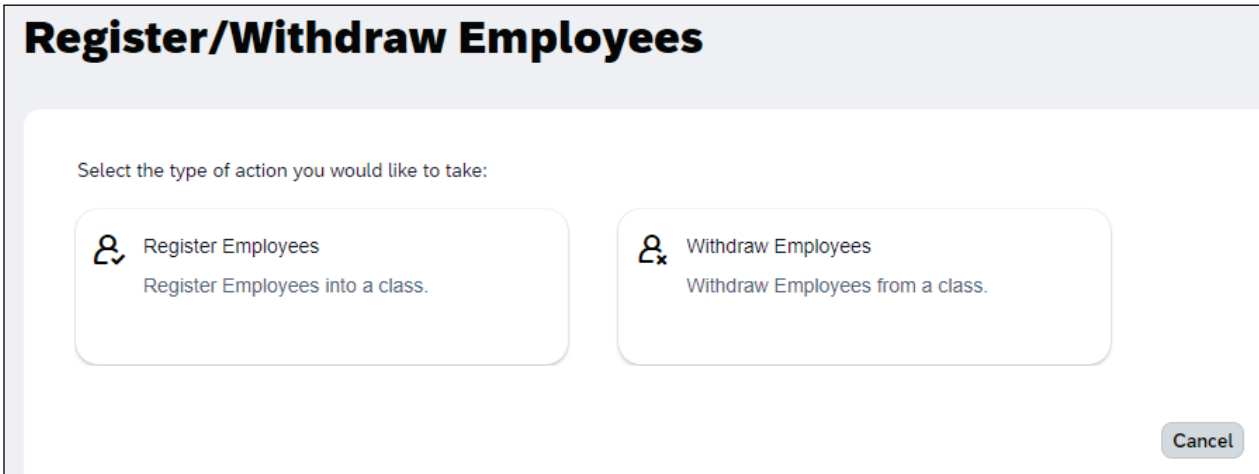 Register/Withdraw Employees
Select the type of action you would like to take:
Register Employees
Register Employees into a class.
Withdraw Employees
Withdraw Employees from a class.
Cancel